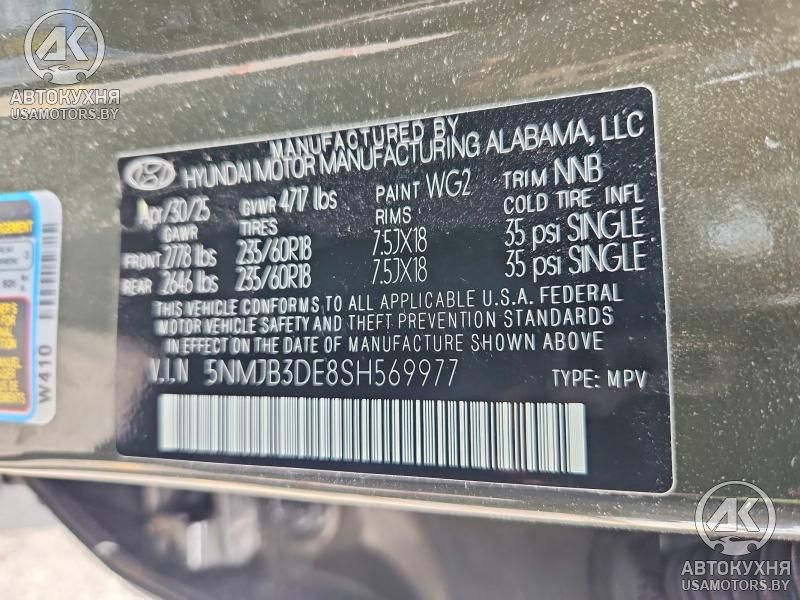 АК
АВТОКУХНЯ
USAMOTORS.BY
MANUFACTURED BY
HYUNDAI MOTOR MANUFACTURING ALABAMA, LLC
Apr/30/25 GVWR 4717 lbs PAINT WG2 TRIM NNB
GAWR TIRES RIMS COLD TIRE INFL
FRONT 2778 lbs 235/60R18 7.5JX18 35 psi SINGLE
REAR 2646 lbs 235/60R18 7.5JX18 35 psi SINGLE
THIS VEHICLE CONFORMS TO ALL APPLICABLE U.S.A. FEDERAL
MOTOR VEHICLE SAFETY AND THEFT PREVENTION STANDARDS
IN EFFECT ON THE DATE OF MANUFACTURE SHOWN ABOVE.
V.I.N 5NMJB3DE8SH569977 TYPE: MPV
W410
АК
АВТОКУХНЯ
USAMOTORS.BY